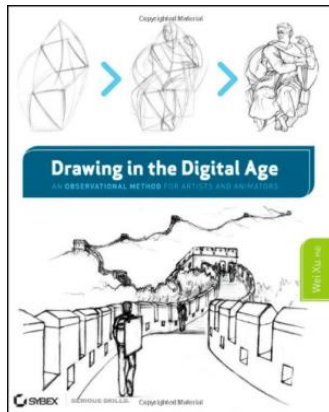 Copyrighted Material
Drawing in the Digital Age
AN OBSERVATIONAL METHOD FOR ARTISTS AND ANIMATORS
Wei Xu, PhD
SYBEX
SERIOUS SKILLS.
Copyrighted Material